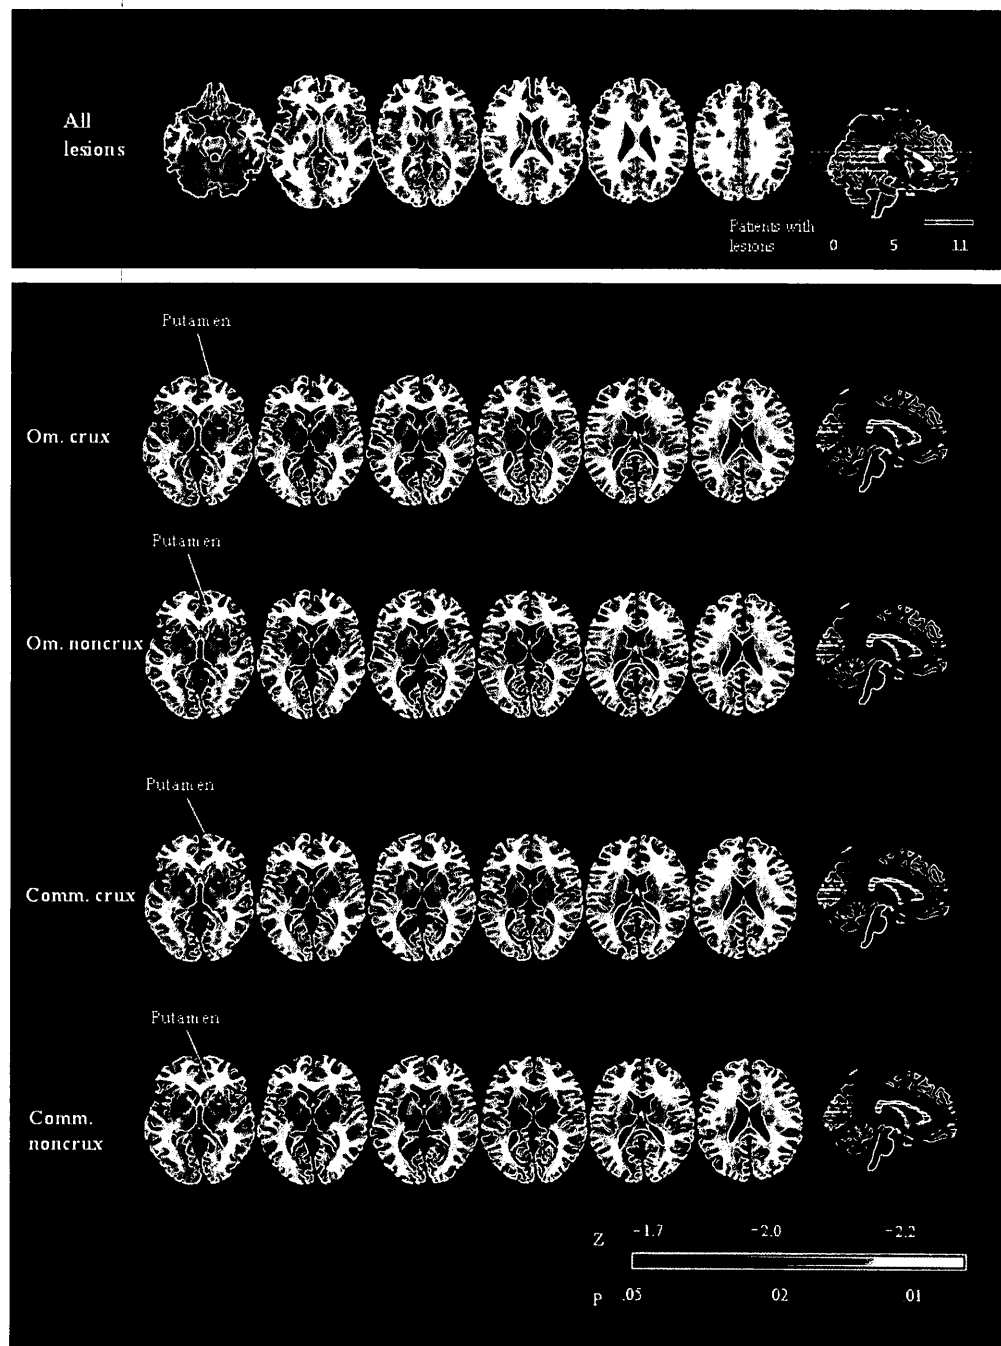 All
lesions
Patients with
lesions
0 5 11
Putamen
Om. crux
Putamen
Om. noncrux
Putamen
Comm. crux
Putamen
Comm.
noncrux
Z -1.7 -2.0 -2.2
P .05 02 01